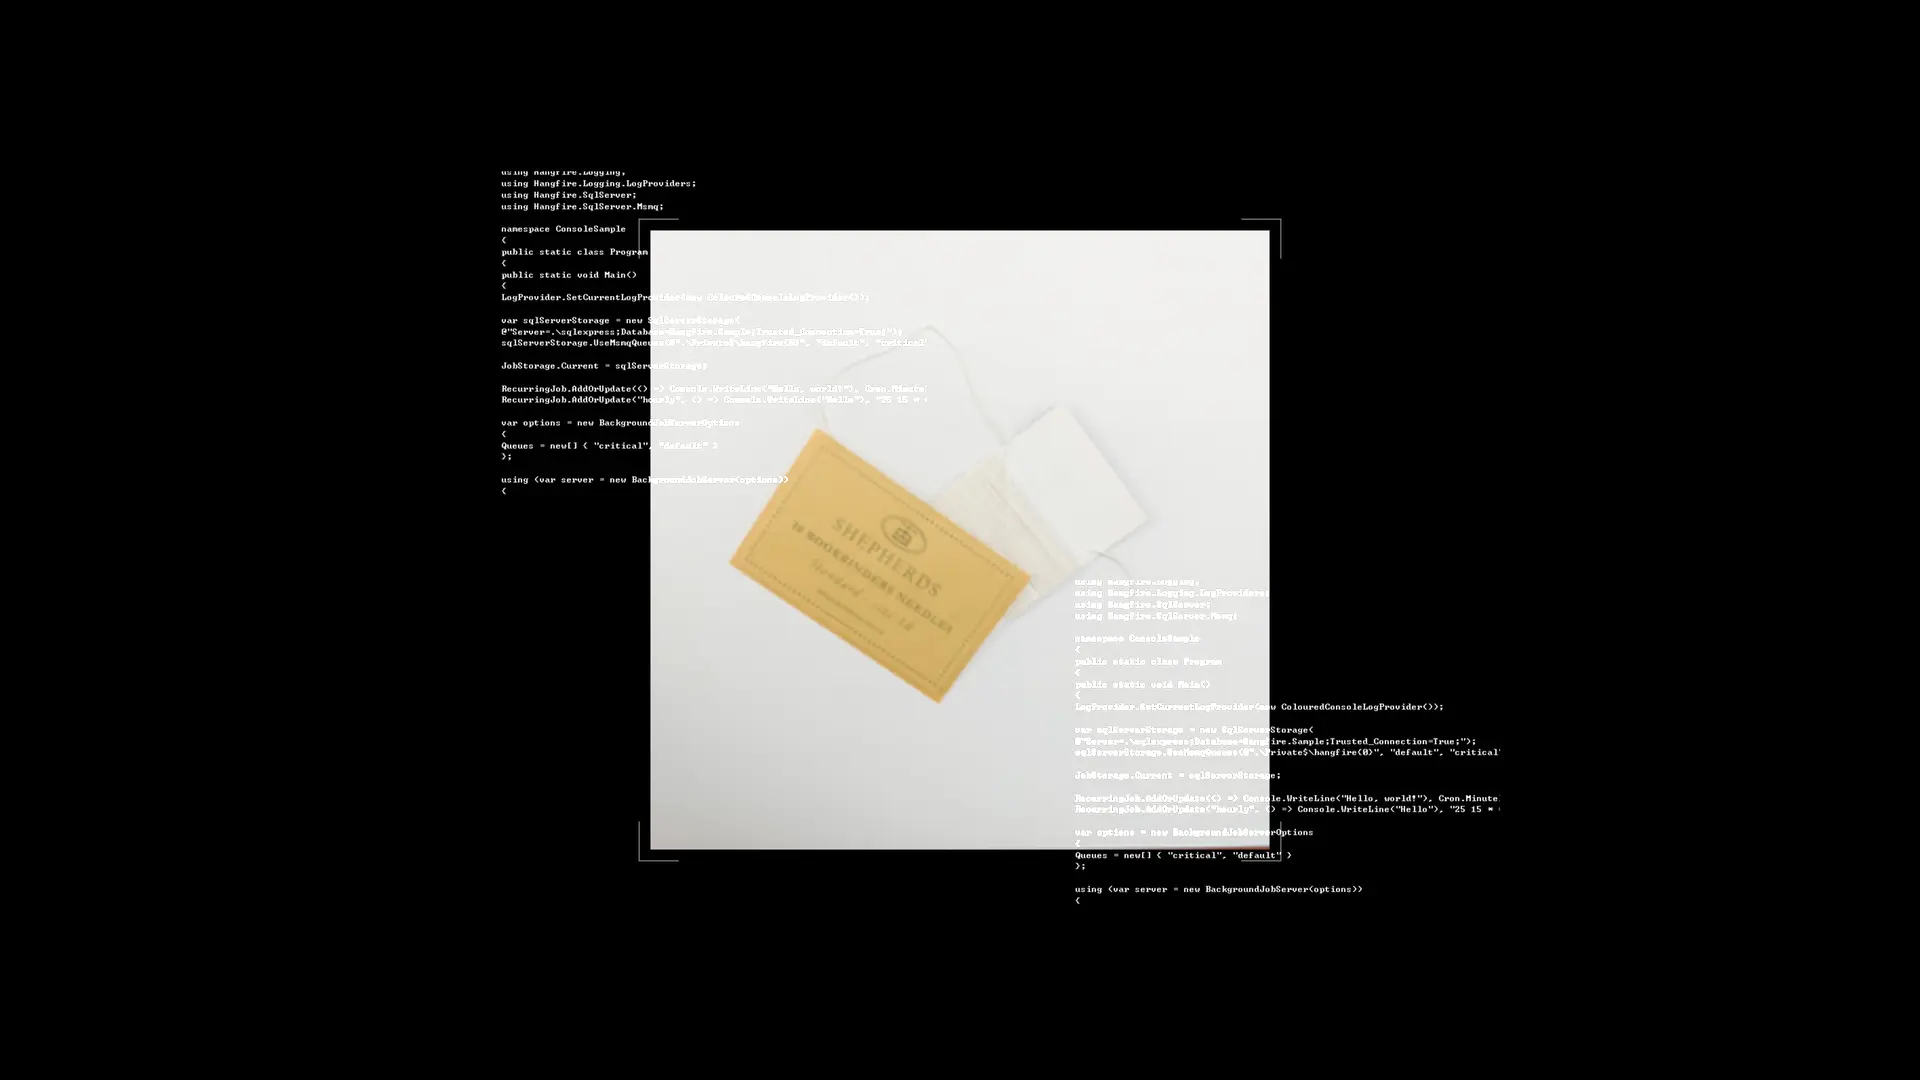 using Hangfire.Logging;
using Hangfire.Logging.LogProviders;
using Hangfire.SqlServer;
using Hangfire.SqlServer.Msmq;
namespace ConsoleSample
{
public static class Program
{
public static void Main()
{
LogProvider.SetCurrentLogProvider(new ColouredConsoleLogProvider());
var sqlServerStorage = new SqlServerStorage(
@"Server=.\sqlexpress;Database=Hangfire.Sample;Trusted_Connection=True;");
sqlServerStorage.UseMsmqQueues(@".\Private$\hangfire{0}", "default", "critical"
JobStorage.Current = sqlServerStorage;
RecurringJob.AddOrUpdate(() => Console.WriteLine("Hello, world!"), Cron.Minute
RecurringJob.AddOrUpdate("hourly", () => Console.WriteLine("Hello"), "25 15 *
var options = new BackgroundJobServerOptions
{
Queues = new[] { "critical", "default" }
};
using (var server = new BackgroundJobServer(options))
{
SHEPHERDS
BOOKBINDERS NEEDLES
using Hangfire.Logging;
using Hangfire.Logging.LogProviders;
using Hangfire.SqlServer;
using Hangfire.SqlServer.Msmq;
namespace ConsoleSample
{
public static class Program
{
public static void Main()
{
LogProvider.SetCurrentLogProvider(new ColouredConsoleLogProvider());
var sqlServerStorage = new SqlServerStorage(
@"Server=.\sqlexpress;Database=Hangfire.Sample;Trusted_Connection=True;");
sqlServerStorage.UseMsmqQueues(@".\Private$\hangfire{0}", "default", "critical"
JobStorage.Current = sqlServerStorage;
RecurringJob.AddOrUpdate(() => Console.WriteLine("Hello, world!"), Cron.Minute
RecurringJob.AddOrUpdate("hourly", () => Console.WriteLine("Hello"), "25 15 *
var options = new BackgroundJobServerOptions
{
Queues = new[] { "critical", "default" }
};
using (var server = new BackgroundJobServer(options))
{